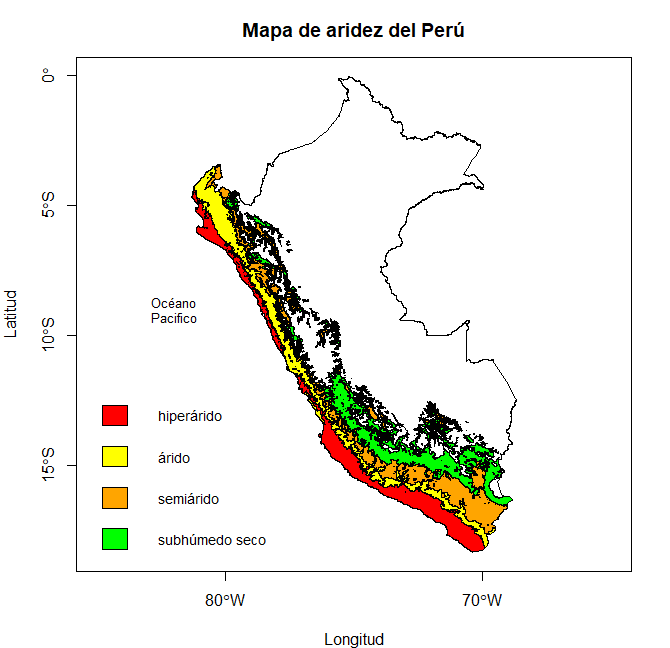 Mapa de aridez del Perú
0°
5°S
10°S
15°S
Latitud
Océano
Pacifico
hiperárido
árido
semiárido
subhúmedo seco
80°W
70°W
Longitud